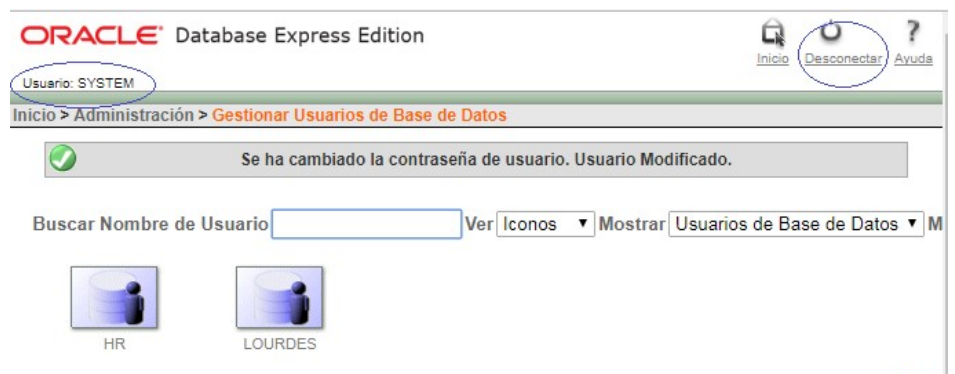 ORACLE Database Express Edition
Inicio Desconectar Ayuda
Usuario: SYSTEM
Inicio > Administración > Gestionar Usuarios de Base de Datos
Se ha cambiado la contraseña de usuario. Usuario Modificado.
Buscar Nombre de Usuario Ver Iconos Mostrar Usuarios de Base de Datos M
HR LOURDES